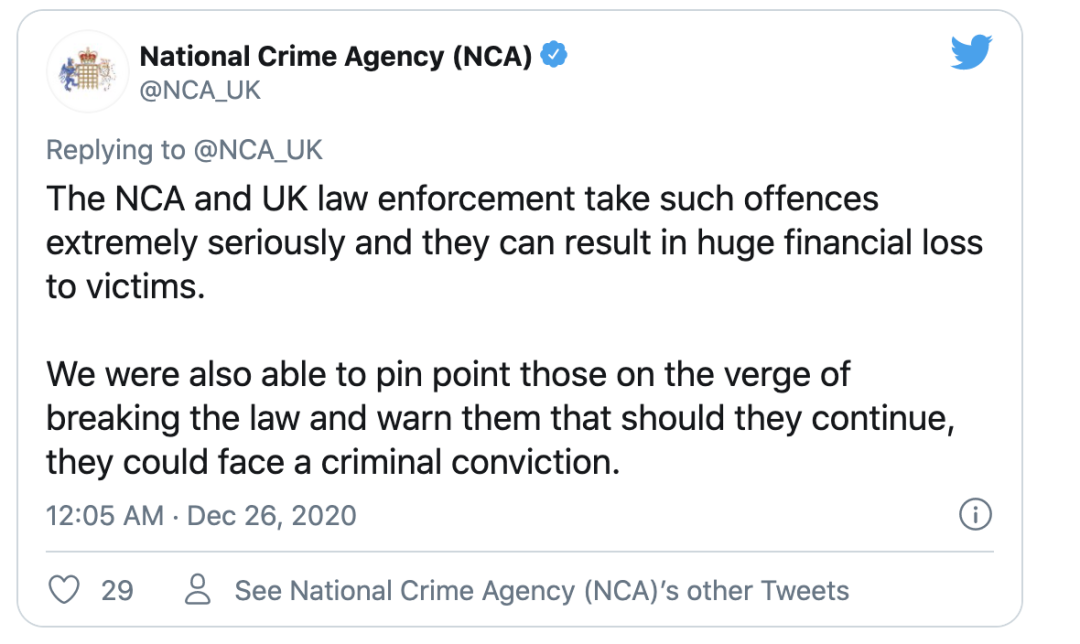 National Crime Agency (NCA)
@NCA_UK
Replying to @NCA_UK
The NCA and UK law enforcement take such offences
extremely seriously and they can result in huge financial loss
to victims.
We were also able to pin point those on the verge of
breaking the law and warn them that should they continue,
they could face a criminal conviction.
12:05 AM · Dec 26, 2020
29 See National Crime Agency (NCA)’s other Tweets